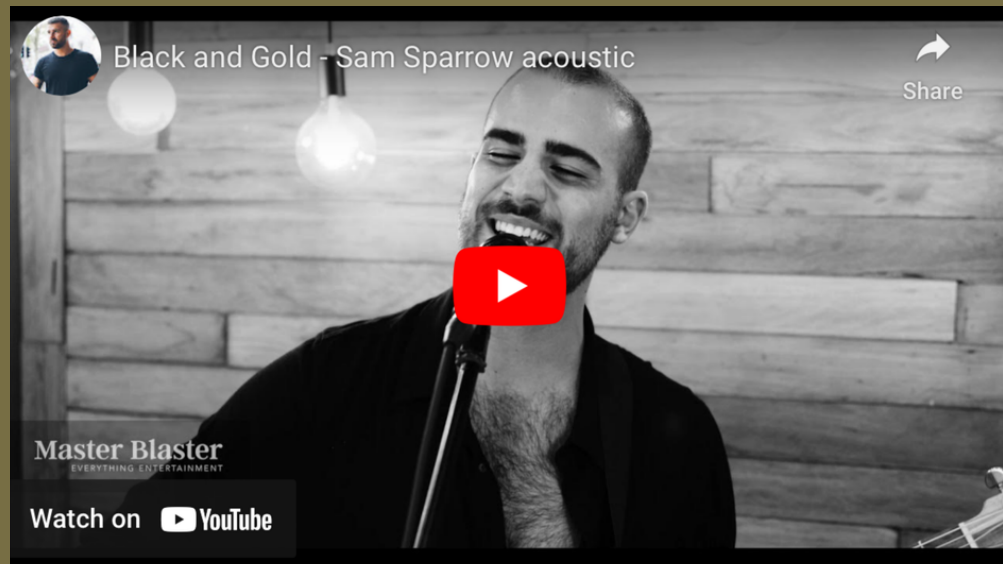 Black and Gold - Sam Sparrow acoustic
Share
Master Blaster
EVERYTHING ENTERTAINMENT
Watch on YouTube